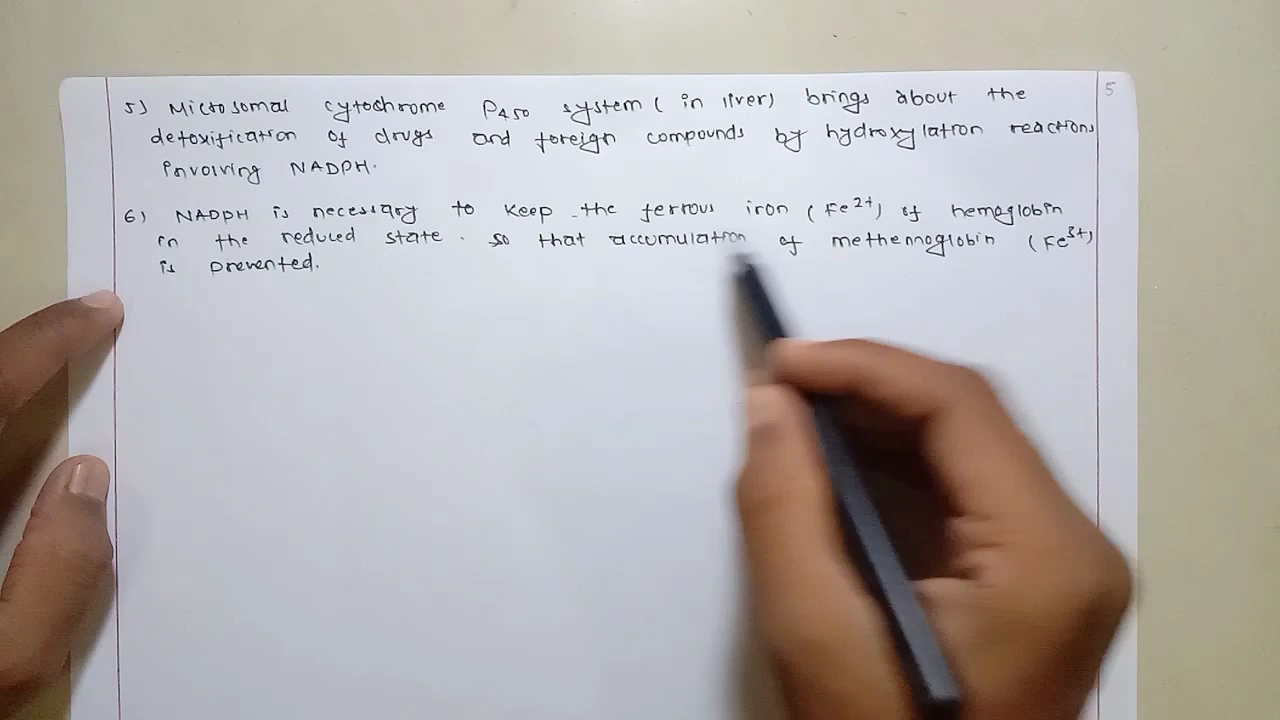 5
5) Microsomal cytochrome P450 system ( in liver) brings about the
detoxification of drugs and foreign compounds by hydroxylation reactions
involving NADPH.
6) NADPH is necessary to keep the ferrous iron ( Fe2+) of hemoglobin
in the reduced state. so that accumulation of methemoglobin ( Fe3+)
is prevented.